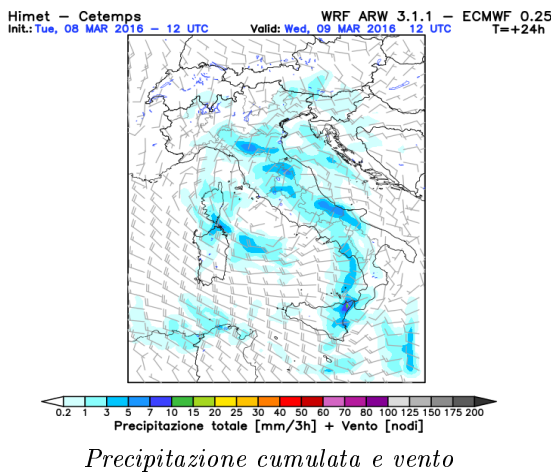 Himet – Cetemps WRF ARW 3.1.1 – ECMWF 0.25
Init.: Tue, 08 MAR 2016 – 12 UTC Valid: Wed, 09 MAR 2016 12 UTC T=+24h
0.2 1 3 5 7 10 15 20 25 30 40 50 60 70 80 100 125 150 175 200
Precipitazione totale [mm/3h] + Vento [nodi]
Precipitazione cumulata e vento